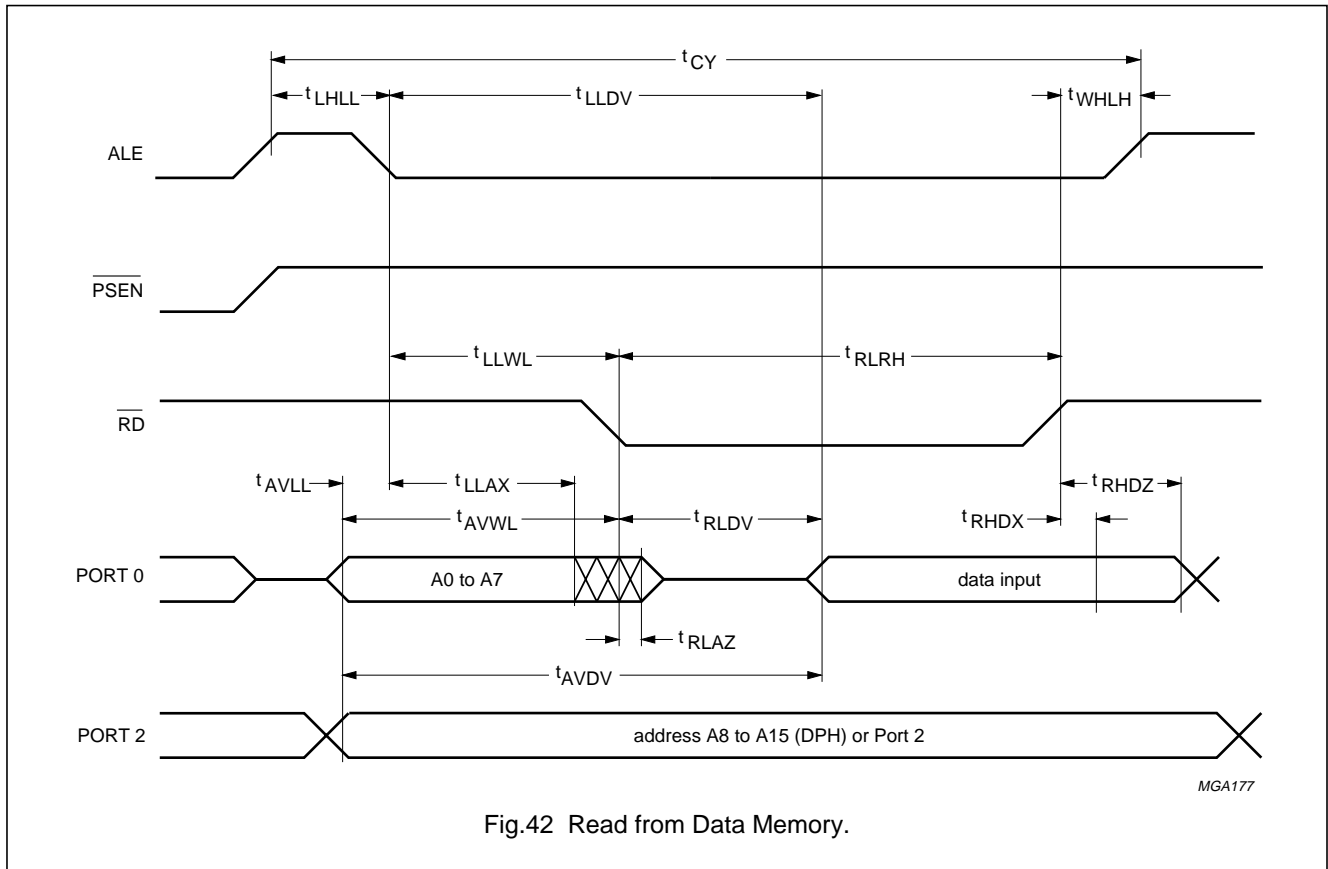 tCY
tLHLL
tLLDV
tWHLH
ALE
PSEN
tLLWL
tRLRH
RD
tAVLL
tLLAX
tRHDZ
tAVWL
tRLDV
tRHDX
PORT 0
A0 to A7
data input
tRLAZ
tAVDV
PORT 2
address A8 to A15 (DPH) or Port 2
MGA177
Fig.42 Read from Data Memory.